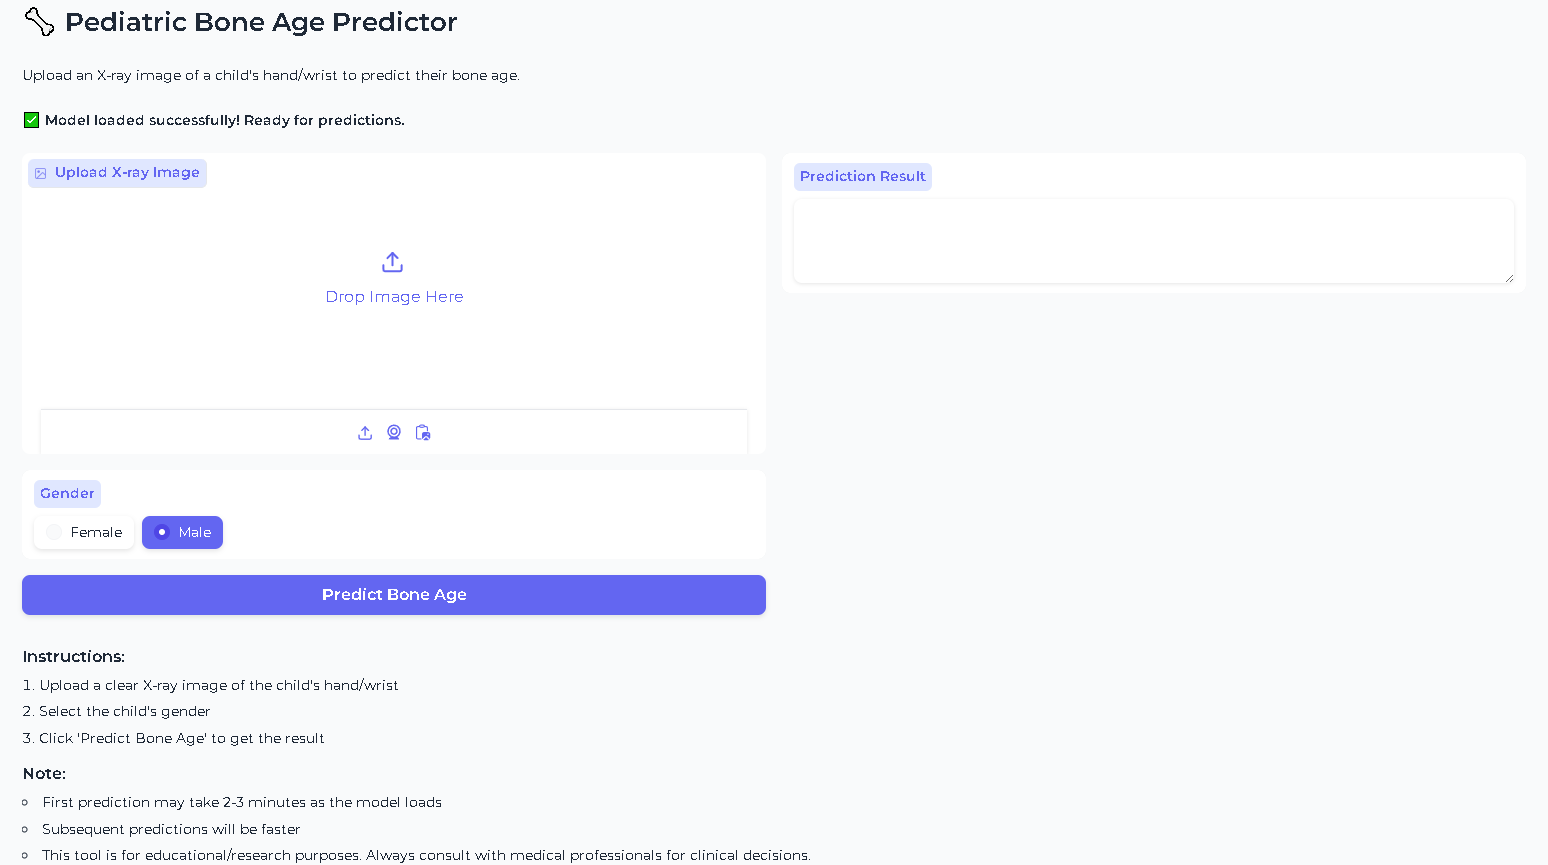 Pediatric Bone Age Predictor
Upload an X-ray image of a child's hand/wrist to predict their bone age.
Model loaded successfully! Ready for predictions.
Upload X-ray Image
Drop Image Here
Prediction Result
Gender
Female
Male
Predict Bone Age
Instructions:
1. Upload a clear X-ray image of the child's hand/wrist
2. Select the child's gender
3. Click 'Predict Bone Age' to get the result
Note:
First prediction may take 2-3 minutes as the model loads
Subsequent predictions will be faster
This tool is for educational/research purposes. Always consult with medical professionals for clinical decisions.